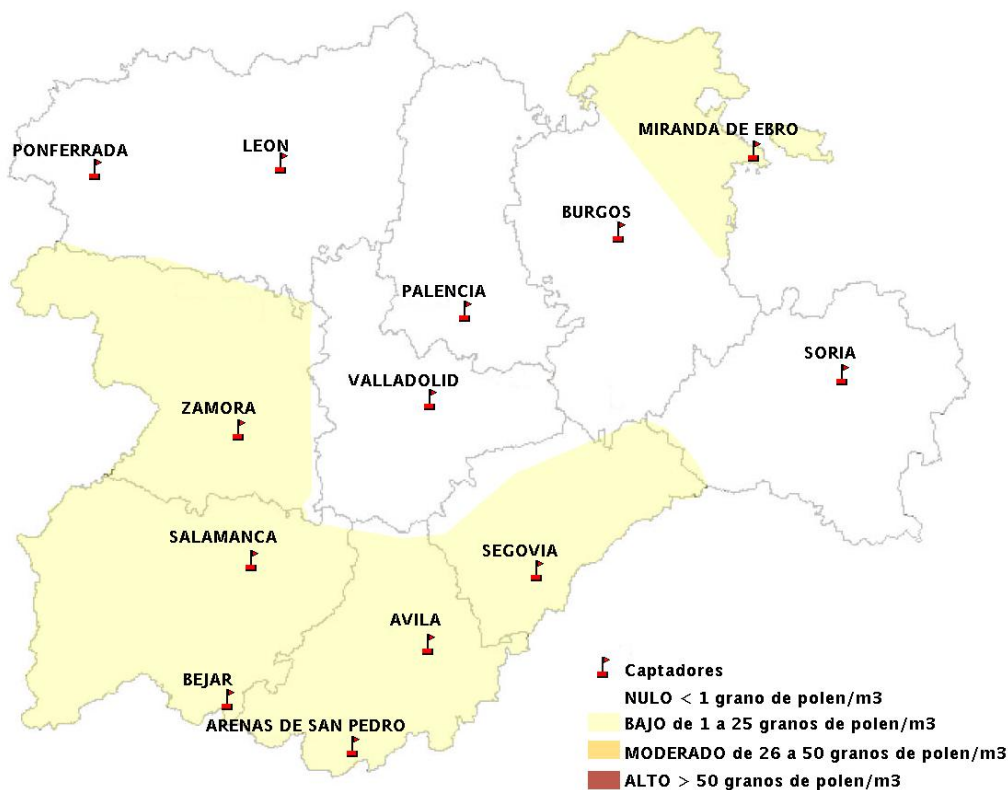 MIRANDA DE EBRO
PONFERRADA
LEON
BURGOS
PALENCIA
SORIA
VALLADOLID
ZAMORA
SALAMANCA
SEGOVIA
AVILA
BEJAR
ARENAS DE SAN PEDRO
Captadores
NULO < 1 grano de polen/m3
BAJO de 1 a 25 granos de polen/m3
MODERADO de 26 a 50 granos de polen/m3
ALTO > 50 granos de polen/m3